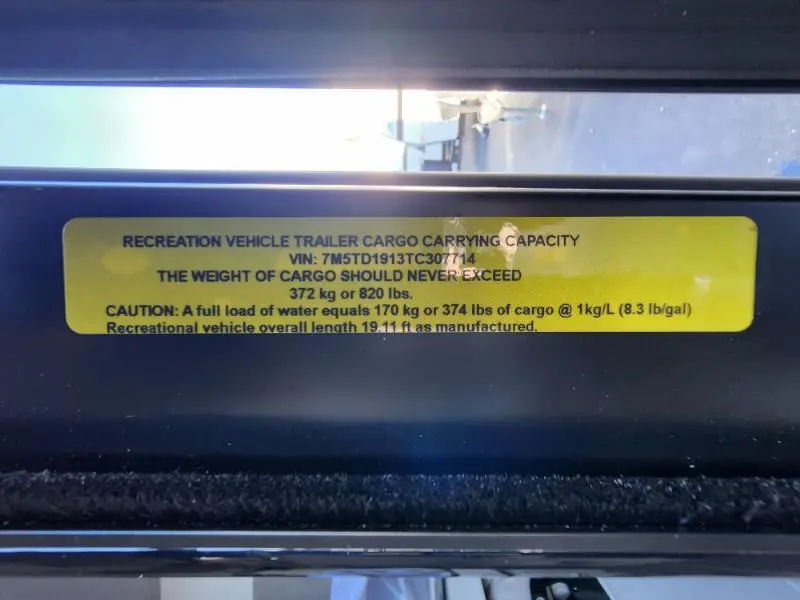 RECREATION VEHICLE TRAILER CARGO CARRYING CAPACITY
VIN: 7M5TD1913TC307714
THE WEIGHT OF CARGO SHOULD NEVER EXCEED
372 kg or 820 lbs.
CAUTION: A full load of water equals 170 kg or 374 lbs of cargo @ 1kg/L (8.3 lb/gal)
Recreational vehicle overall length 19.11 ft as manufactured.